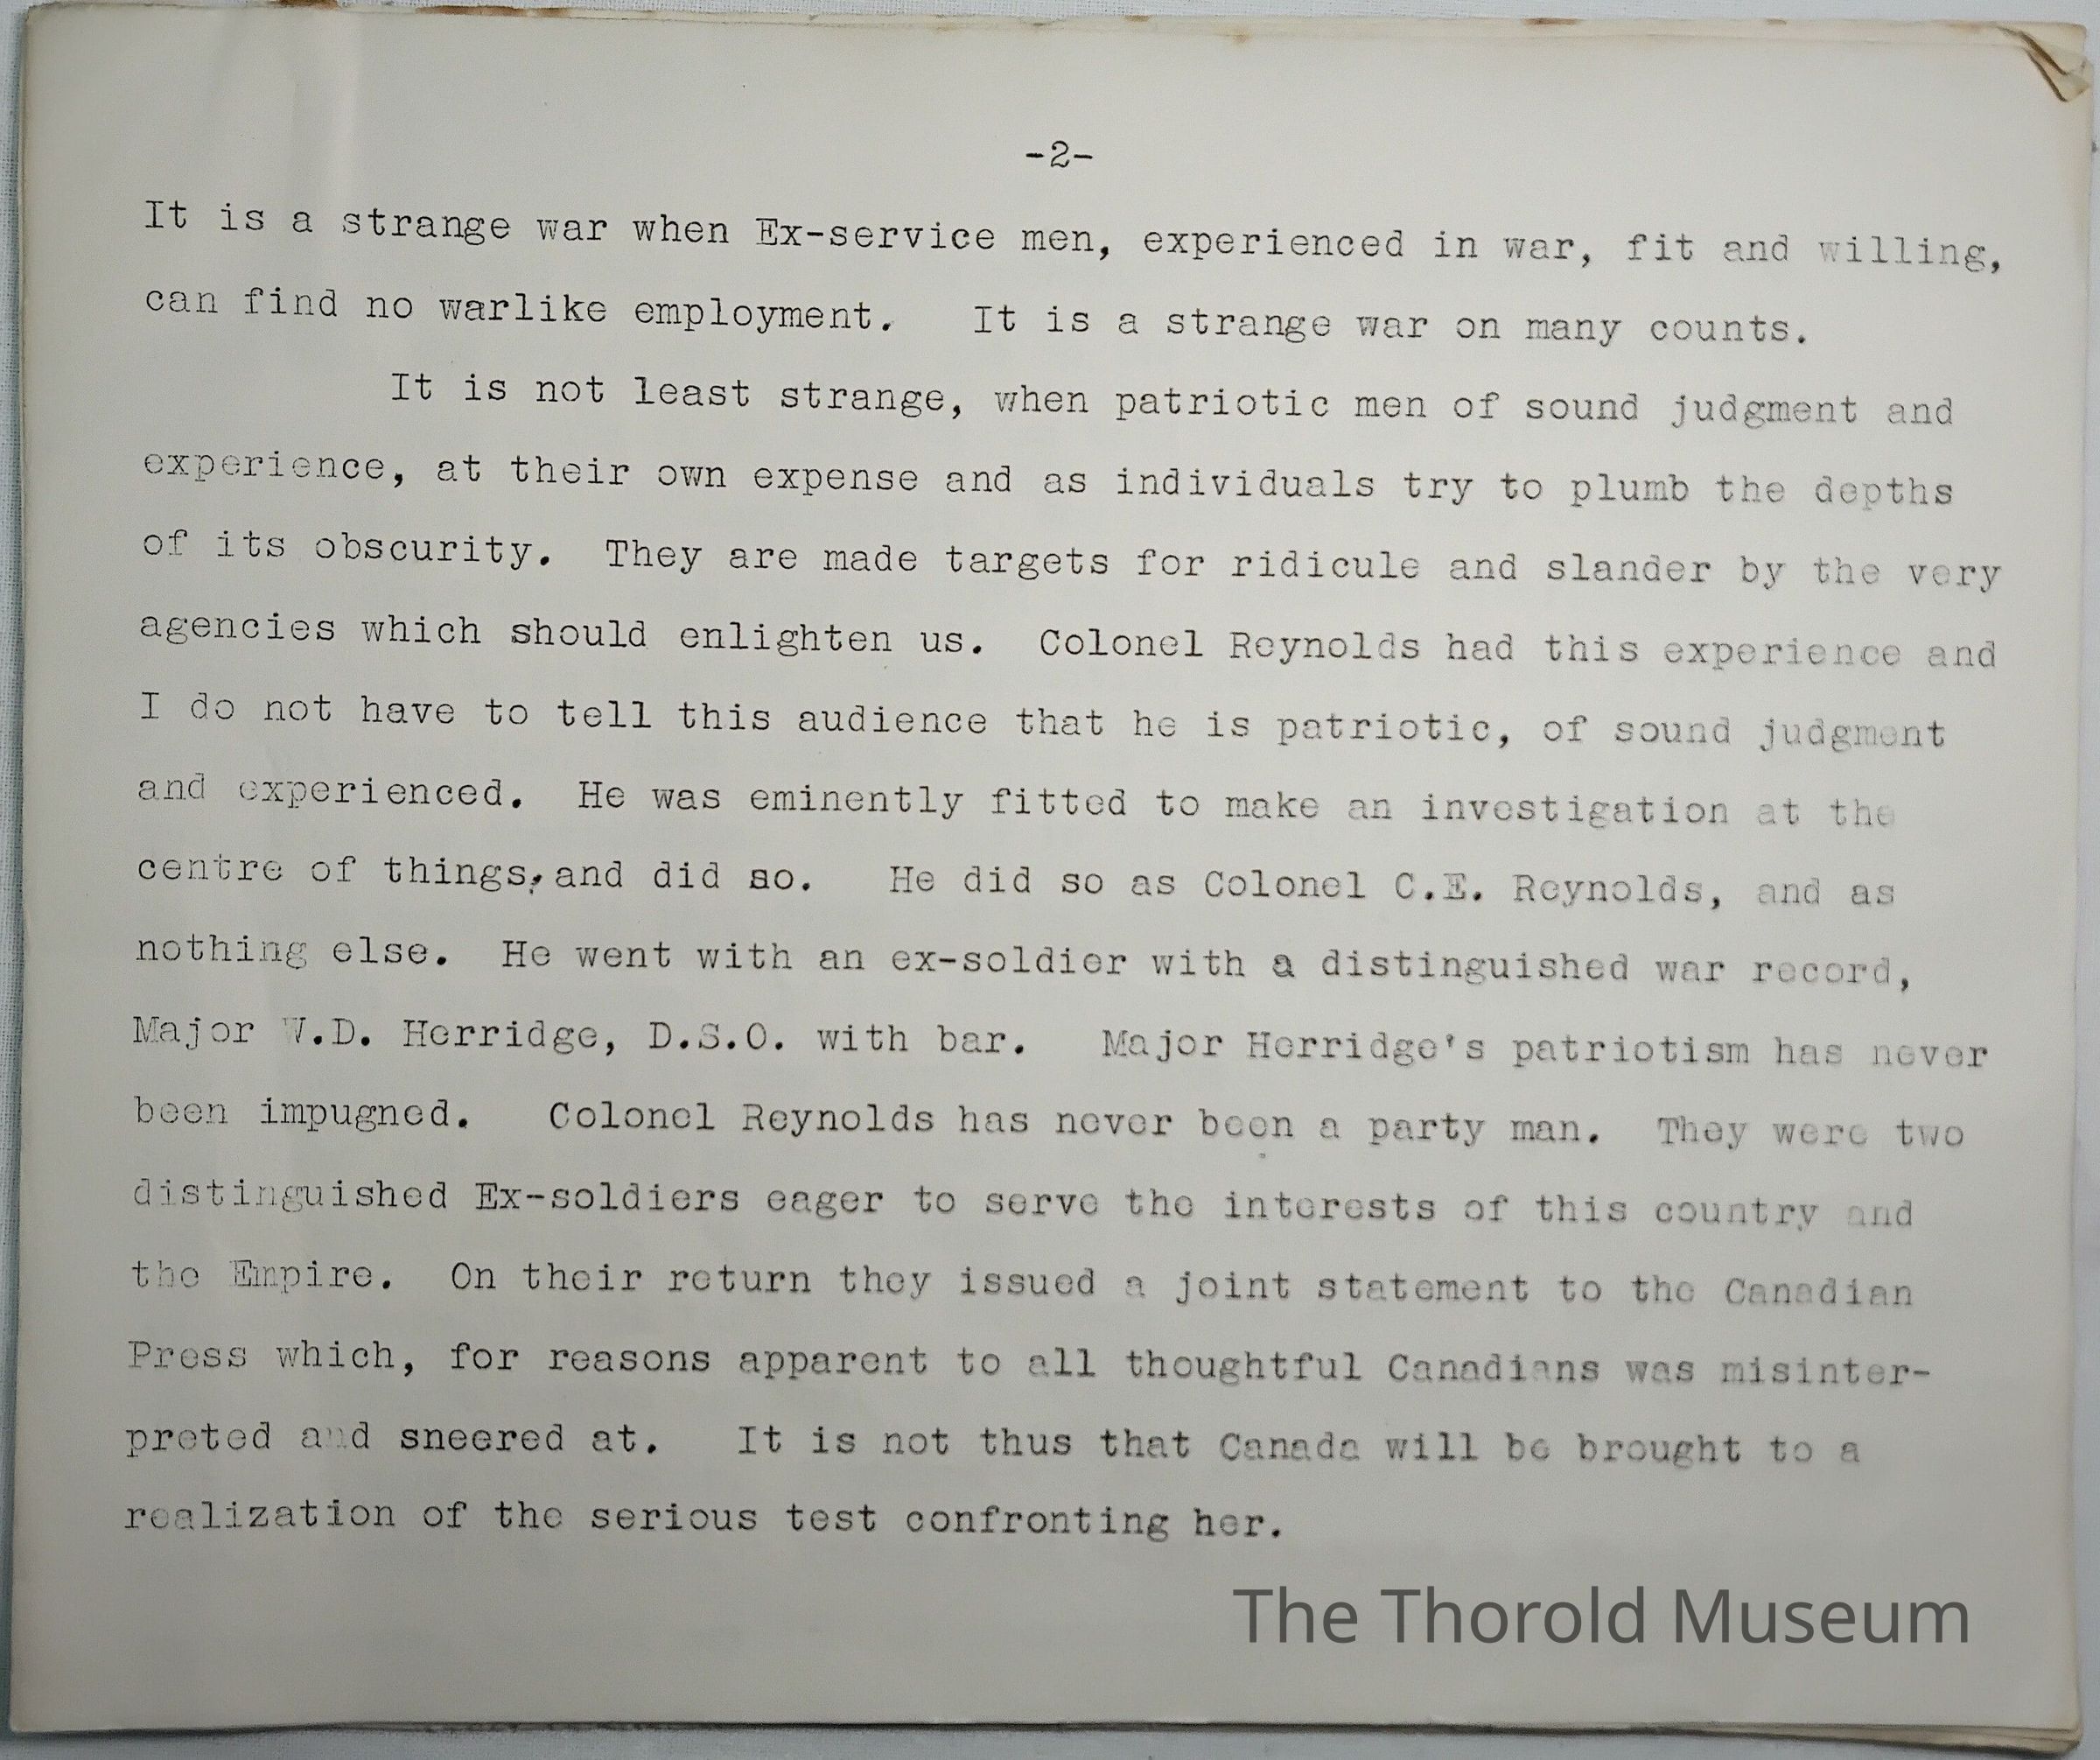 -2-
It is a strange war when Ex-service men, experienced in war, fit and willing,
can find no warlike employment. It is a strange war on many counts.
It is not least strange, when patriotic men of sound judgment and
experience, at their own expense and as individuals try to plumb the depths
of its obscurity. They are made targets for ridicule and slander by the very
agencies which should enlighten us. Colonel Reynolds had this experience and
I do not have to tell this audience that he is patriotic, of sound judgment
and experienced. He was eminently fitted to make an investigation at the
centre of things, and did so. He did so as Colonel C.E. Reynolds, and as
nothing else. He went with an ex-soldier with a distinguished war record,
Major W.D. Herridge, D.S.O. with bar. Major Herridge's patriotism has never
been impugned. Colonel Reynolds has never been a party man. They were two
distinguished Ex-soldiers eager to serve the interests of this country and
the Empire. On their return they issued a joint statement to the Canadian
Press which, for reasons apparent to all thoughtful Canadians was misinter-
preted and sneered at. It is not thus that Canada will be brought to a
realization of the serious test confronting her.
The Thorold Museum